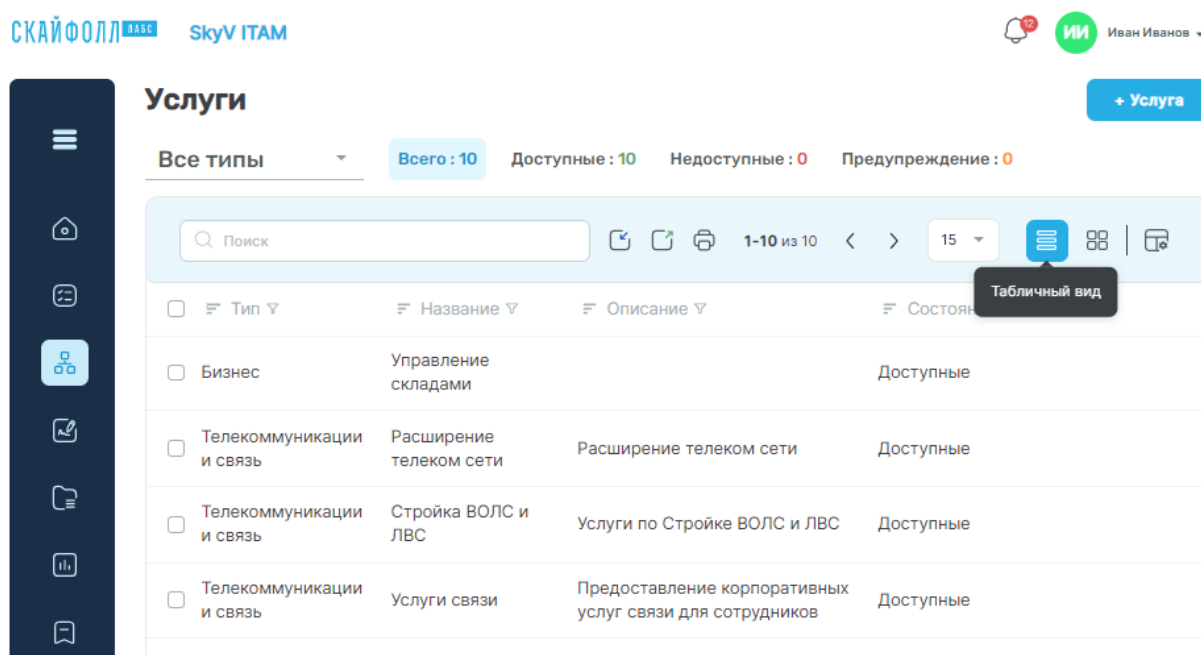 СКАЙФОЛЛ ЛАБС SkyV ITAM 12 ИИ Иван Иванов
Услуги + Услуга
Все типы Всего : 10 Доступные : 10 Недоступные : 0 Предупреждение : 0
Поиск 1-10 из 10 15
Табличный вид
Тип Название Описание Состоян
Бизнес Управление складами Доступные
Телекоммуникации и связь Расширение телеком сети Расширение телеком сети Доступные
Телекоммуникации и связь Стройка ВОЛС и ЛВС Услуги по Стройке ВОЛС и ЛВС Доступные
Телекоммуникации и связь Услуги связи Предоставление корпоративных услуг связи для сотрудников Доступные